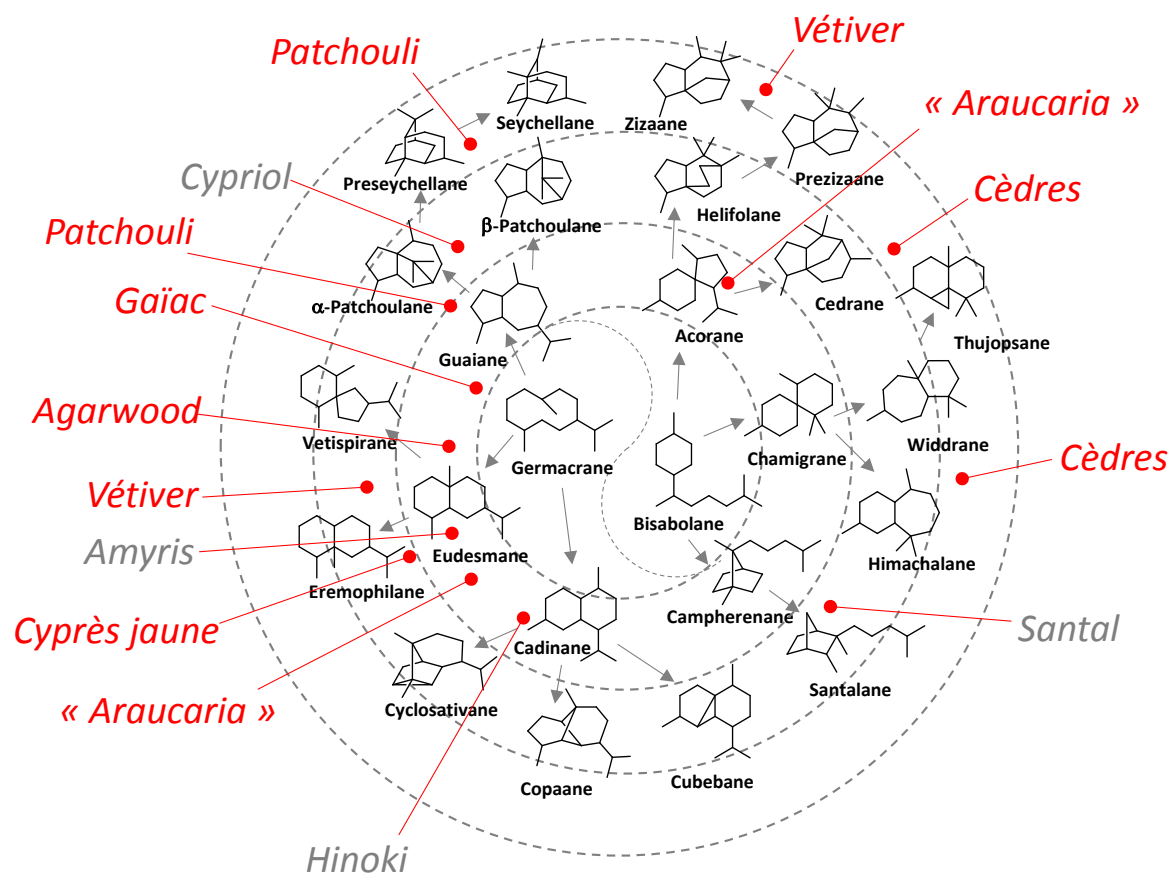 Vétiver
Patchouli
« Araucaria »
Seychellane
Zizaane
Cypriol
Preseychellane
Prezizaane
Cèdres
Helifolane
β-Patchoulane
Patchouli
Gaïac
α-Patchoulane
Cedrane
Acorane
Thujopsane
Guaiane
Agarwood
Vetispirane
Germacrane
Chamigrane
Widdrane
Cèdres
Vétiver
Bisabolane
Amyris
Eudesmane
Eremophilane
Himachalane
Campherenane
Cyprès jaune
Santal
Cadinane
Santalane
« Araucaria »
Cyclosativane
Copaane
Cubebane
Hinoki